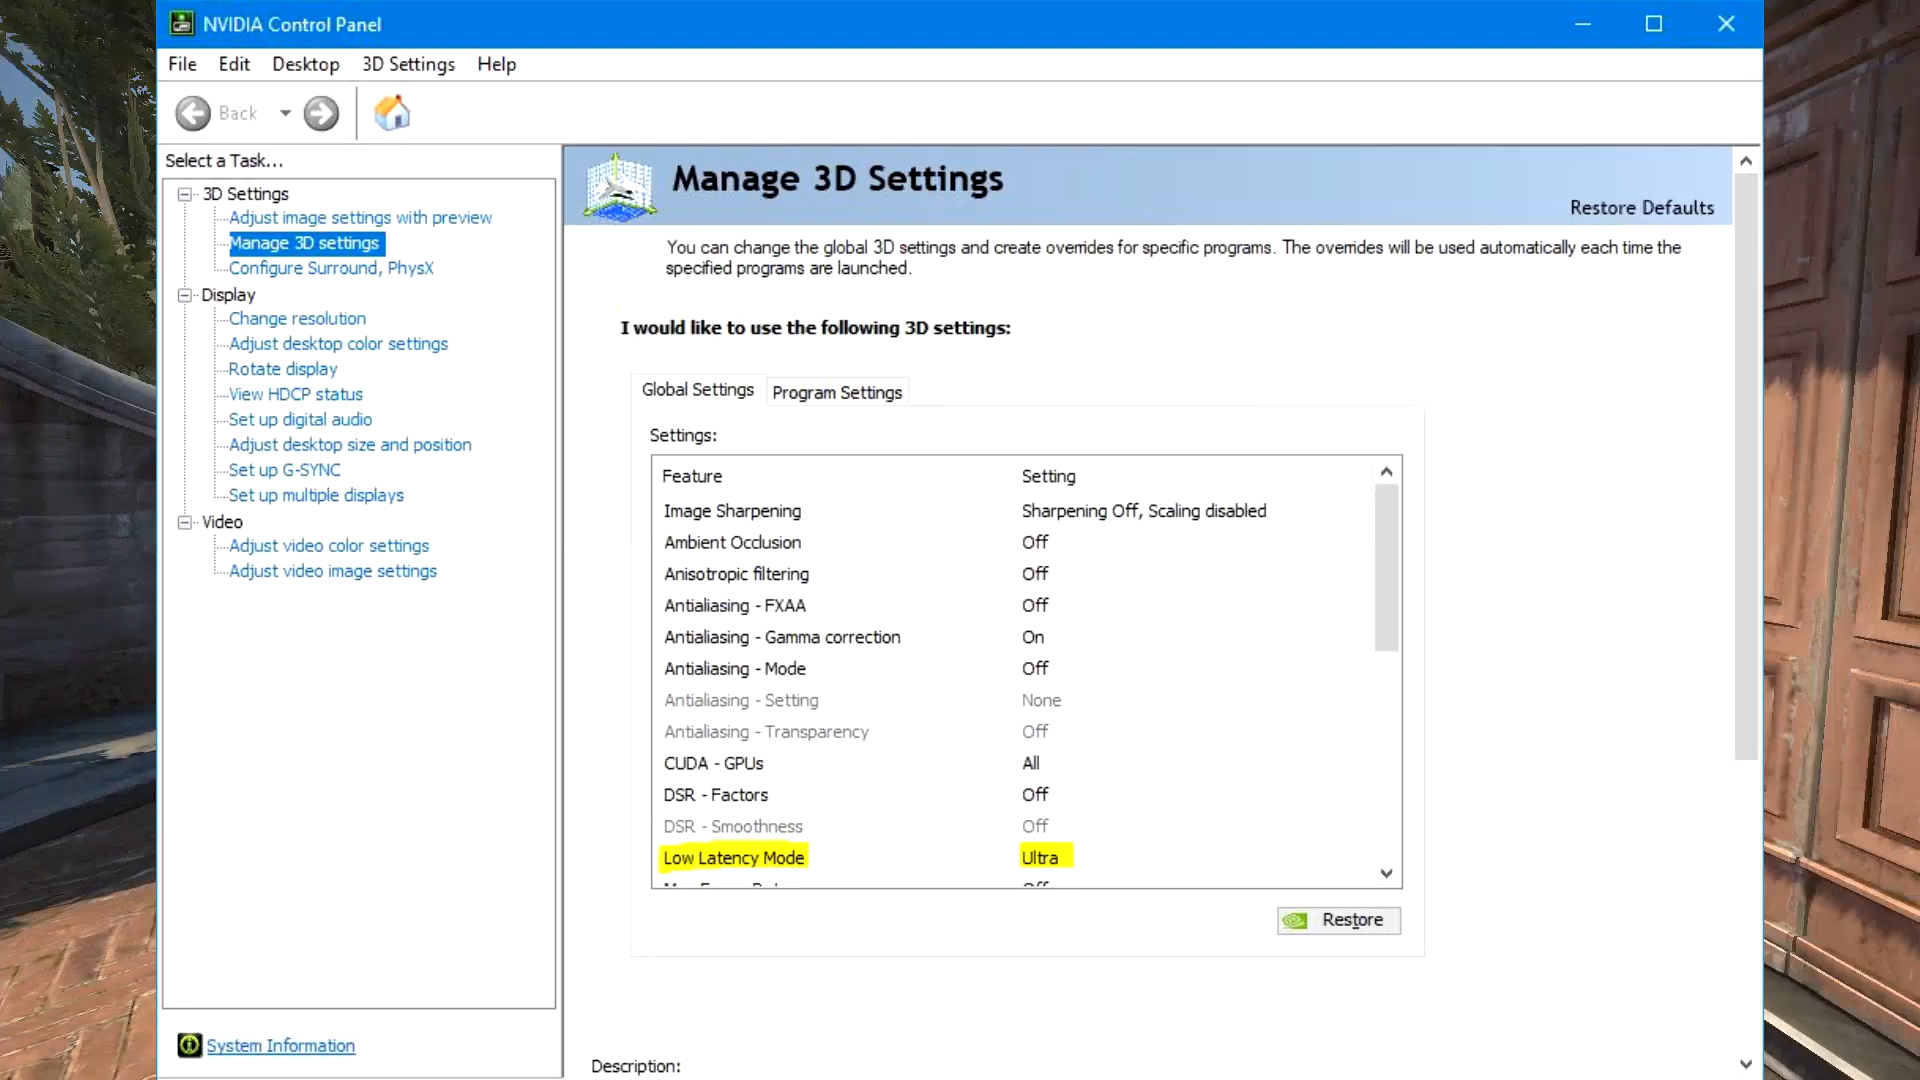 NVIDIA Control Panel
File Edit Desktop 3D Settings Help
Back
Select a Task...
3D Settings
Adjust image settings with preview
Manage 3D settings
Configure Surround, PhysX
Display
Change resolution
Adjust desktop color settings
Rotate display
View HDCP status
Set up digital audio
Adjust desktop size and position
Set up G-SYNC
Set up multiple displays
Video
Adjust video color settings
Adjust video image settings
System Information
Manage 3D Settings
Restore Defaults
You can change the global 3D settings and create overrides for specific programs. The overrides will be used automatically each time the
specified programs are launched.
I would like to use the following 3D settings:
Global Settings Program Settings
Settings:
Feature Setting
Image Sharpening Sharpening Off, Scaling disabled
Ambient Occlusion Off
Anisotropic filtering Off
Antialiasing - FXAA Off
Antialiasing - Gamma correction On
Antialiasing - Mode Off
Antialiasing - Setting None
Antialiasing - Transparency Off
CUDA - GPUs All
DSR - Factors Off
DSR - Smoothness Off
Low Latency Mode Ultra
Restore
Description: